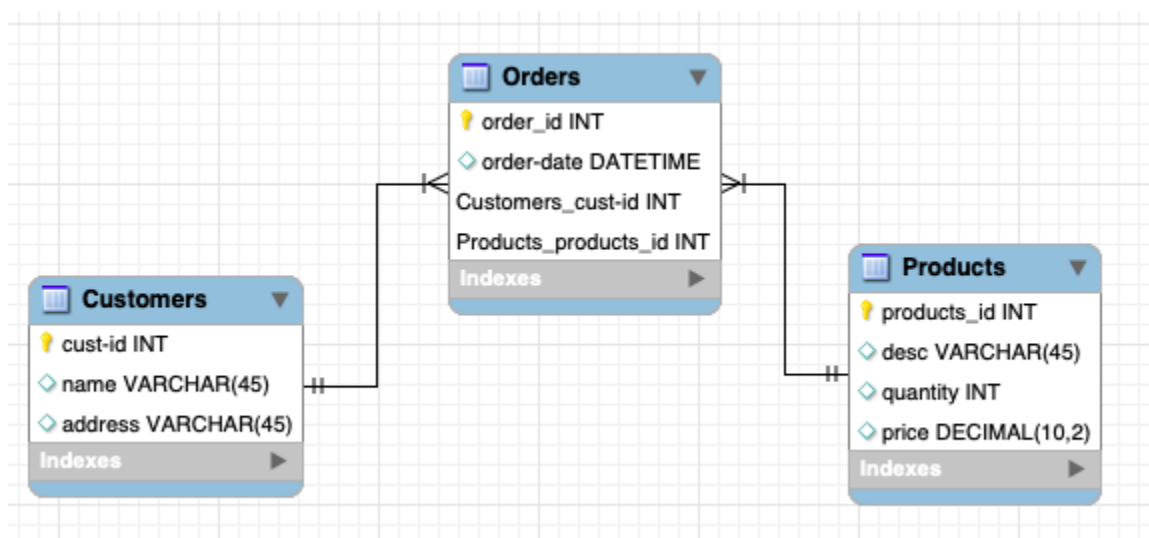 Orders
order_id INT
order-date DATETIME
Customers_cust-id INT
Products_products_id INT
Indexes
Customers
cust-id INT
name VARCHAR(45)
address VARCHAR(45)
Indexes
Products
products_id INT
desc VARCHAR(45)
quantity INT
price DECIMAL(10,2)
Indexes